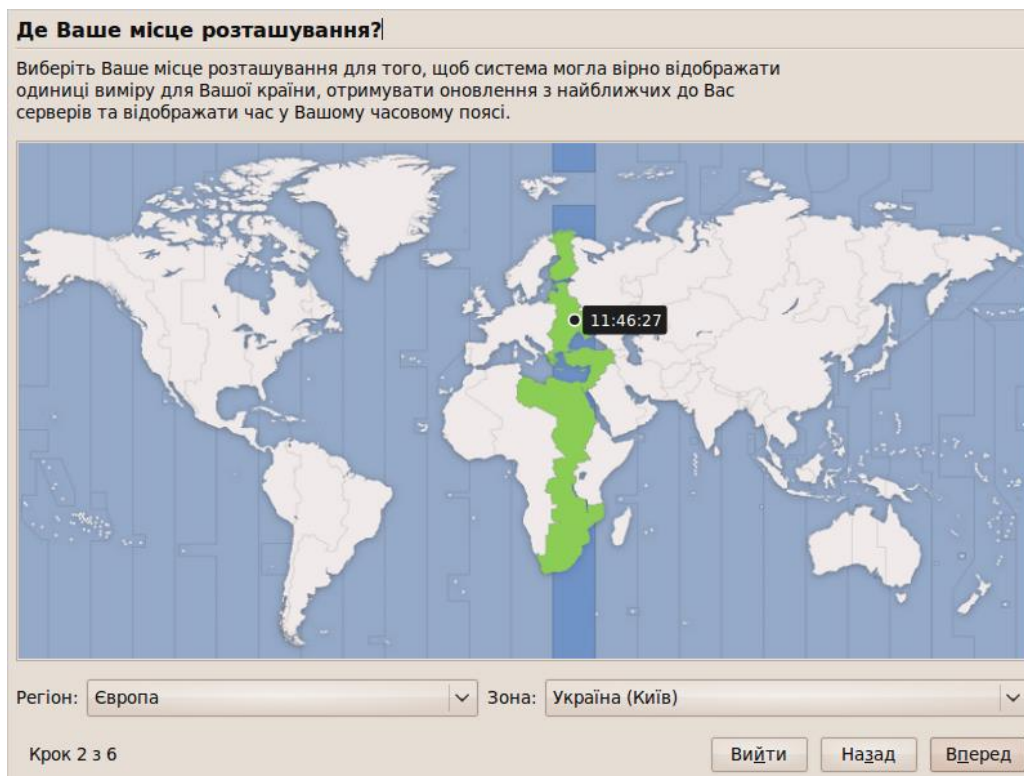 Де Ваше місце розташування?
Виберіть Ваше місце розташування для того, щоб система могла вірно відображати
одиниці виміру для Вашої країни, отримувати оновлення з найближчих до Вас
серверів та відображати час у Вашому часовому поясі.
11:46:27
Регіон: Європа Зона: Україна (Київ)
Крок 2 з 6 Вийти Назад Вперед